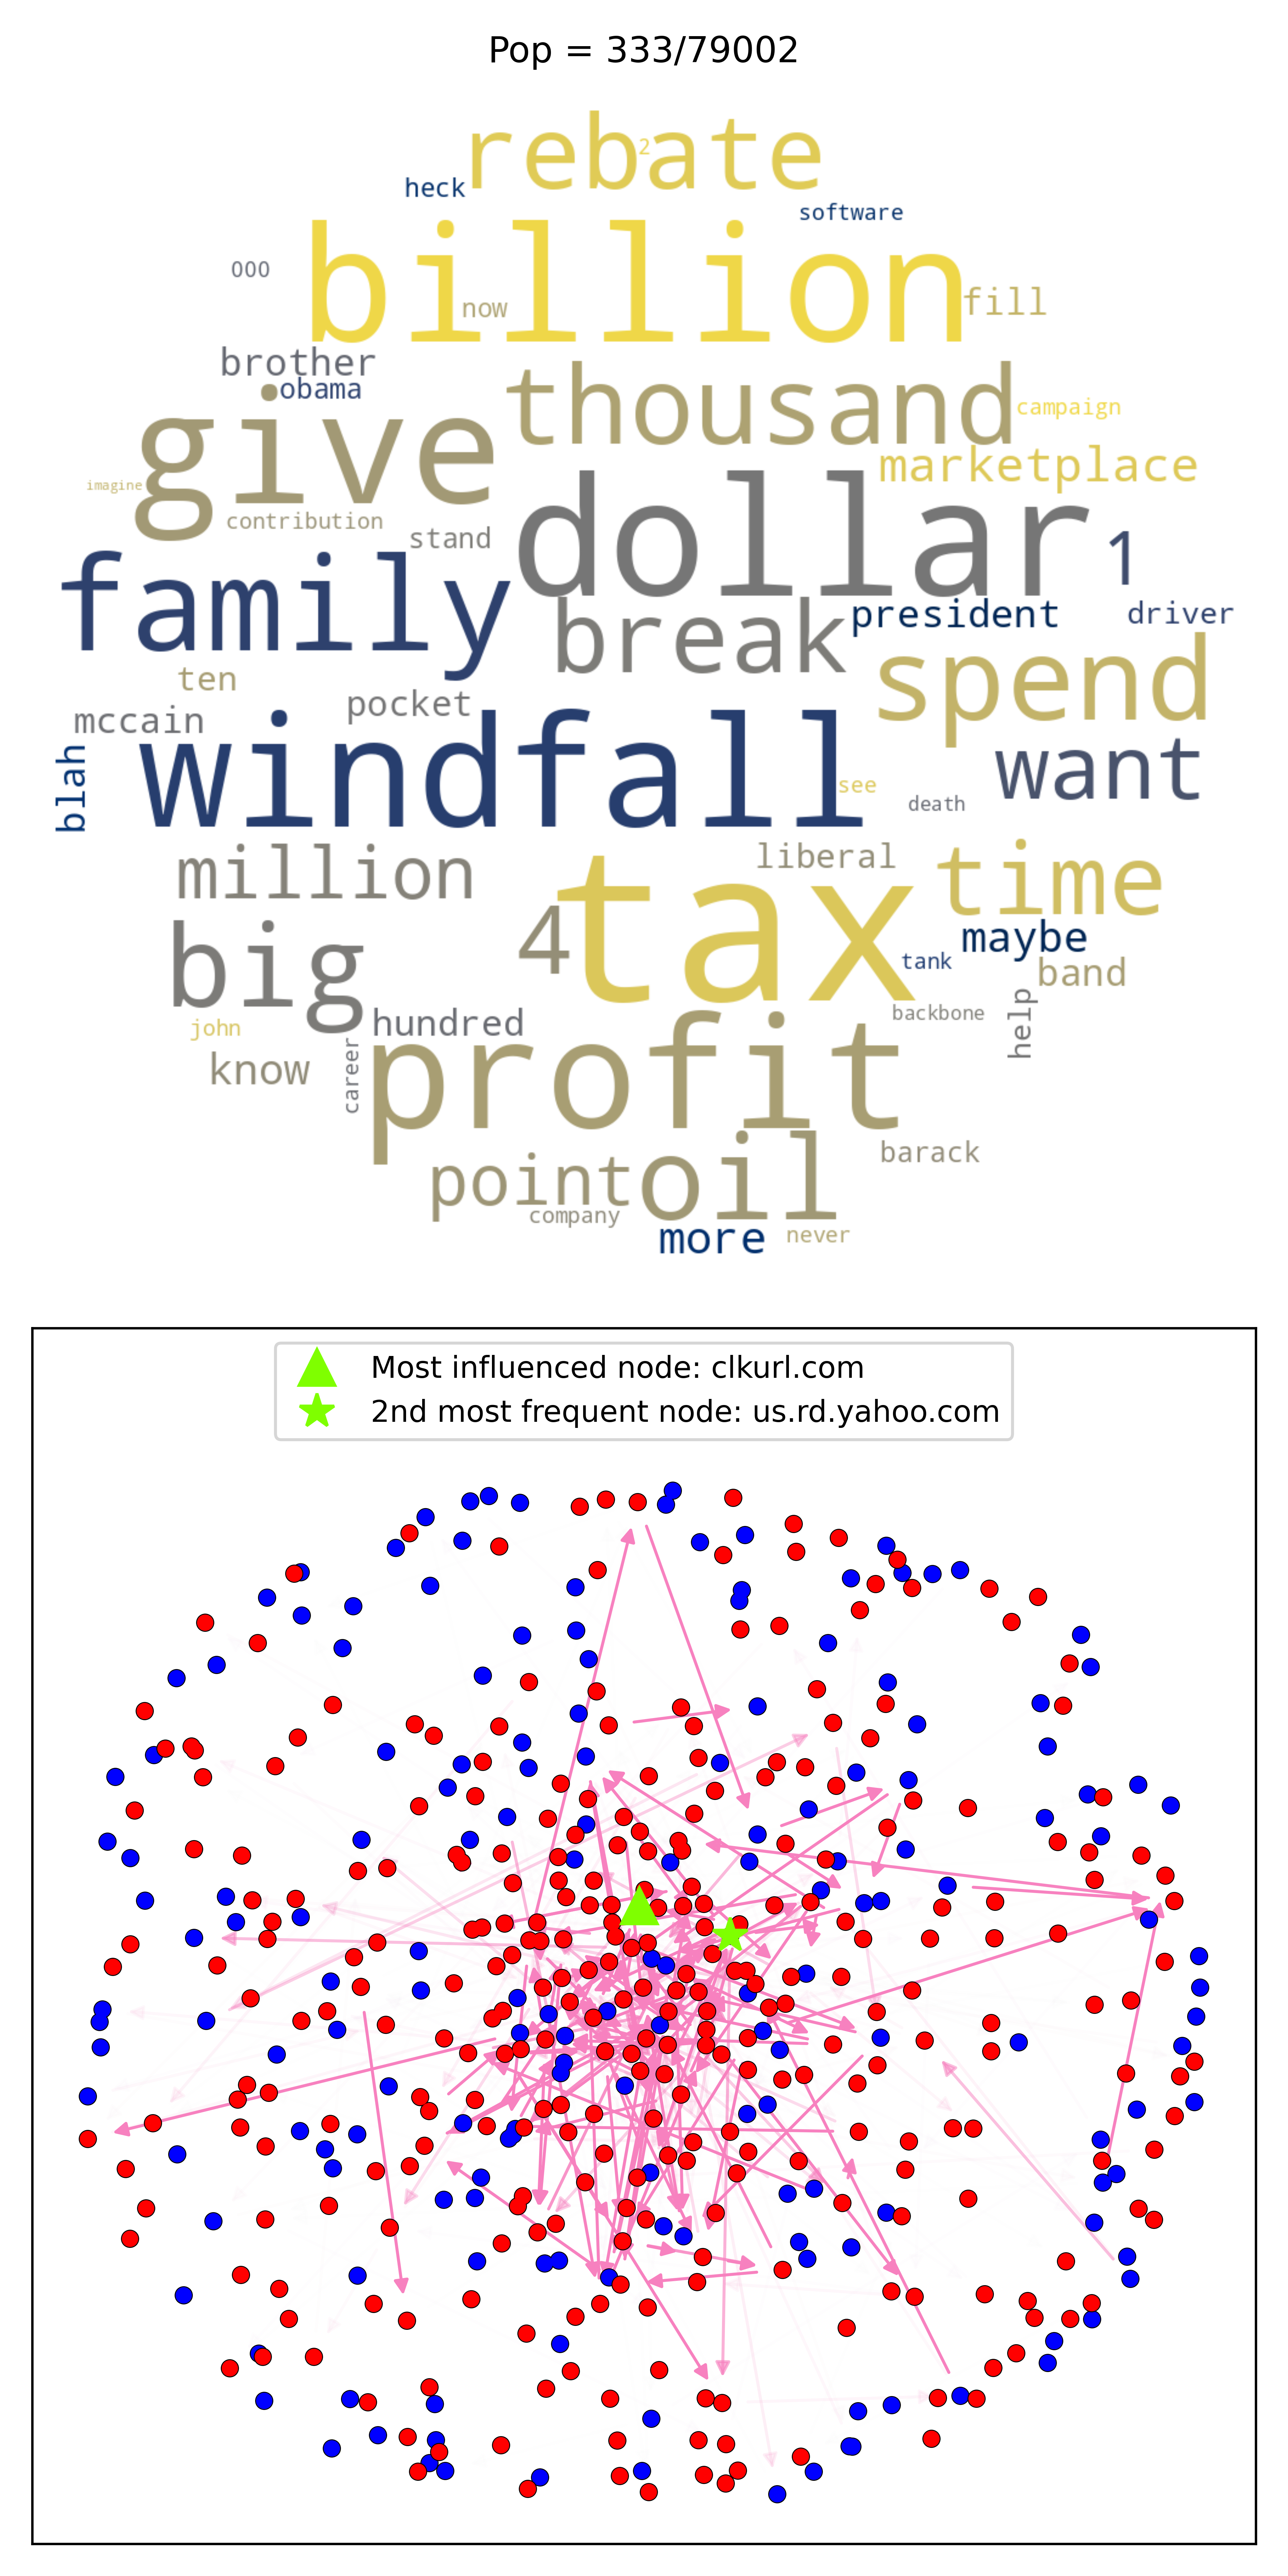 Pop = 333/79002
rebate
2
heck
software
billion
000
now
fill
brother
obama
thousand
campaign
give
marketplace
imagine
contribution
stand
dollar
1
family
break
president
driver
spend
ten
pocket
mccain
windfall
want
blah
see
death
million
liberal
time
tax
big
4
maybe
tank
band
john
hundred
backbone
help
know
career
profit
barack
point
oil
company
more
never
Most influenced node: clkurl.com
2nd most frequent node: us.rd.yahoo.com